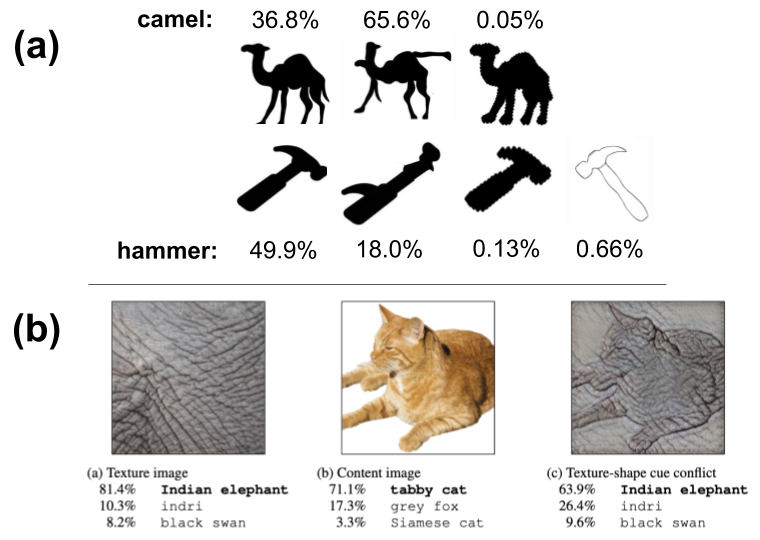 (a)
camel: 36.8% 65.6% 0.05%
hammer: 49.9% 18.0% 0.13% 0.66%
(b)
(a) Texture image
81.4% Indian elephant
10.3% indri
8.2% black swan
(b) Content image
71.1% tabby cat
17.3% grey fox
3.3% Siamese cat
(c) Texture-shape cue conflict
63.9% Indian elephant
26.4% indri
9.6% black swan